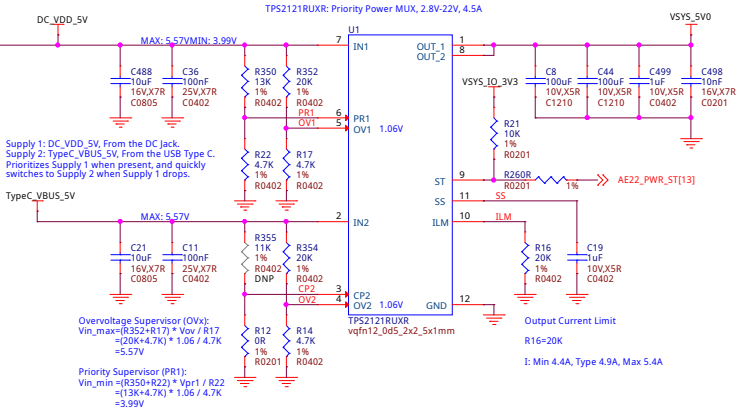 TPS2121RUXR: Priority Power MUX, 2.8V-22V, 4.5A
DC_VDD_5V
MAX: 5.57V MIN: 3.99V
U1
VSYS_5V0
7 IN1
OUT_1 1
OUT_2 8
C488
10uF
16V,X7R
C0805
C36
100nF
25V,X7R
C0402
R350
13K
1%
R0402
R352
20K
1%
R0402
VSYS_IO_3V3
C8
100uF
10V,X5R
C1210
C44
100uF
10V,X5R
C1210
C499
1uF
10V,X5R
C0402
C498
10nF
10V,X7R
C0201
PR1 6 PR1
OV1 5 OV1 1.06V
R21
10K
1%
R0201
Supply 1: DC_VDD_5V, From the DC Jack.
Supply 2: TypeC_VBUS_5V, From the USB Type C.
Prioritizes Supply 1 when present, and quickly
switches to Supply 2 when Supply 1 drops.
R22
4.7K
1%
R0402
R17
4.7K
1%
R0402
ST 9
R260R
R0201 1%
AE22_PWR_ST[13]
TypeC_VBUS_5V
SS 11 SS
MAX: 5.57V
2 IN2
ILM 10 ILM
C21
10uF
16V,X7R
C0805
C11
100nF
25V,X7R
C0402
R355
11K
1%
R0402
DNP
R354
20K
1%
R0402
R16
20K
1%
R0402
C19
1uF
10V,X5R
C0402
CP2 3 CP2
OV2 4 OV2 1.06V
GND 12
TPS2121RUXR
vqfn12_0d5_2x2_5x1mm
Overvoltage Supervisor (OVx):
Vin_max=(R352+R17) * Vov / R17
=(20K+4.7K) * 1.06 / 4.7K
=5.57V
R12
0R
1%
R0201
R14
4.7K
1%
R0402
Output Current Limit
R16=20K
I: Min 4.4A, Type 4.9A, Max 5.4A
Priority Supervisor (PR1):
Vin_min =(R350+R22) * Vpr1 / R22
=(13K+4.7K) * 1.06 / 4.7K
=3.99V